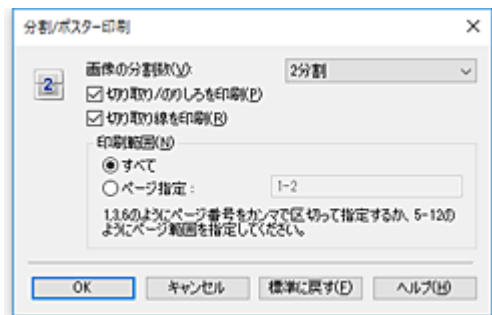 分割/ポスター印刷
画像の分割数(V): 2分割
2
切り取り/のりしろを印刷(P)
切り取り線を印刷(R)
印刷範囲(N)
すべて
ページ指定: 1-2
1,3,6のようにページ番号をカンマで区切って指定するか、5-12の
ようにページ範囲を指定してください。
OK キャンセル 標準に戻す(F) ヘルプ(H)